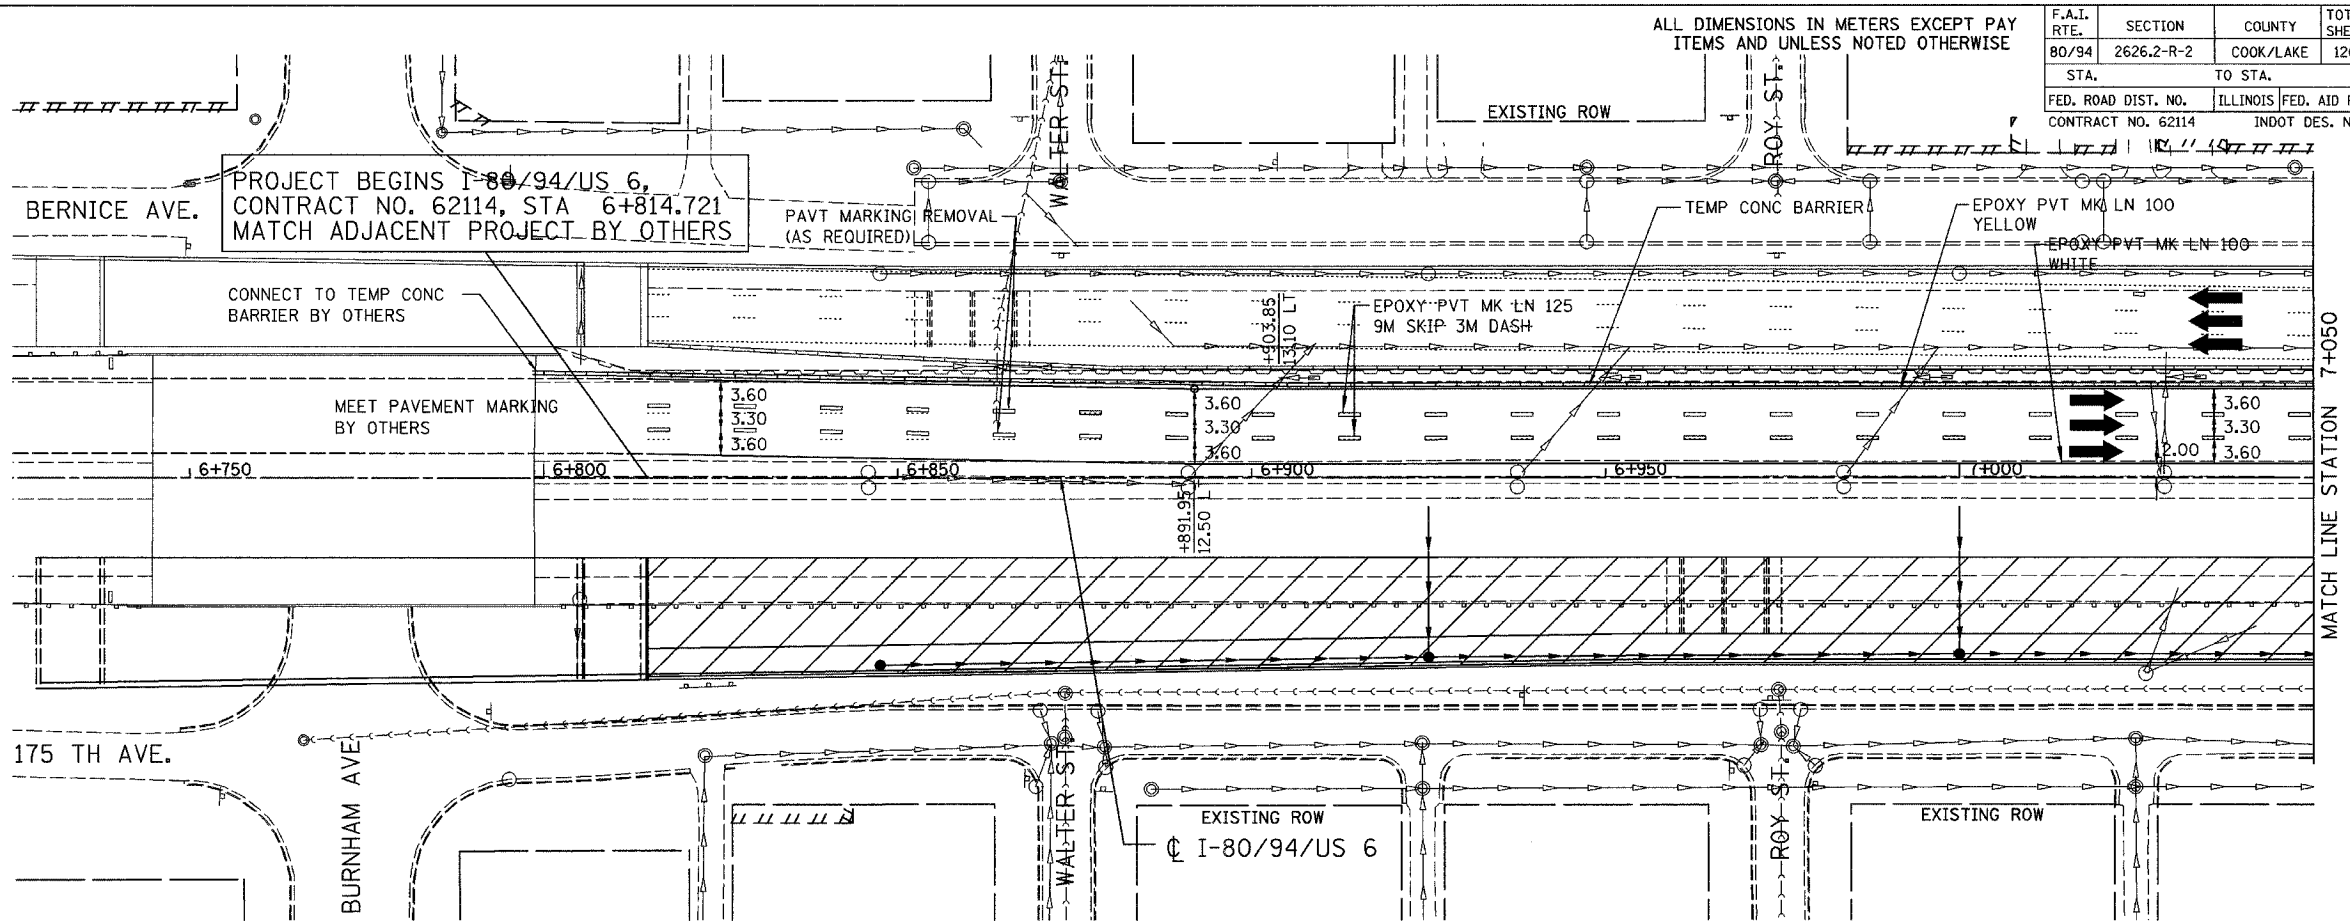 ALL DIMENSIONS IN METERS EXCEPT PAY
ITEMS AND UNLESS NOTED OTHERWISE
F.A.I. RTE. SECTION COUNTY
80/94 2626.2-R-2 COOK/LAKE
STA. TO STA.
FED. ROAD DIST. NO. ILLINOIS FED. AID
CONTRACT NO. 62114 INDOT DES.
WALTER ST.
ROY ST.
EXISTING ROW
BERNICE AVE.
PROJECT BEGINS I-80/94/US 6,
CONTRACT NO. 62114, STA 6+814.721
MATCH ADJACENT PROJECT BY OTHERS
PAVT MARKING REMOVAL
(AS REQUIRED)
TEMP CONC BARRIER
EPOXY PVT MK LN 100
YELLOW
EPOXY PVT MK LN 100
WHITE
CONNECT TO TEMP CONC
BARRIER BY OTHERS
EPOXY PVT MK LN 125
9M SKIP 3M DASH
+903.85
13.10 LT
MEET PAVEMENT MARKING
BY OTHERS
3.60
3.30
3.60
3.60
3.30
3.60
3.60
3.30
3.60
2.00
6+750
6+800
6+850
6+900
6+950
7+000
+891.95
12.50 L
MATCH LINE STATION 7+050
175 TH AVE.
BURNHAM AVE
WALTER ST.
EXISTING ROW
℄ I-80/94/US 6
ROY ST.
EXISTING ROW